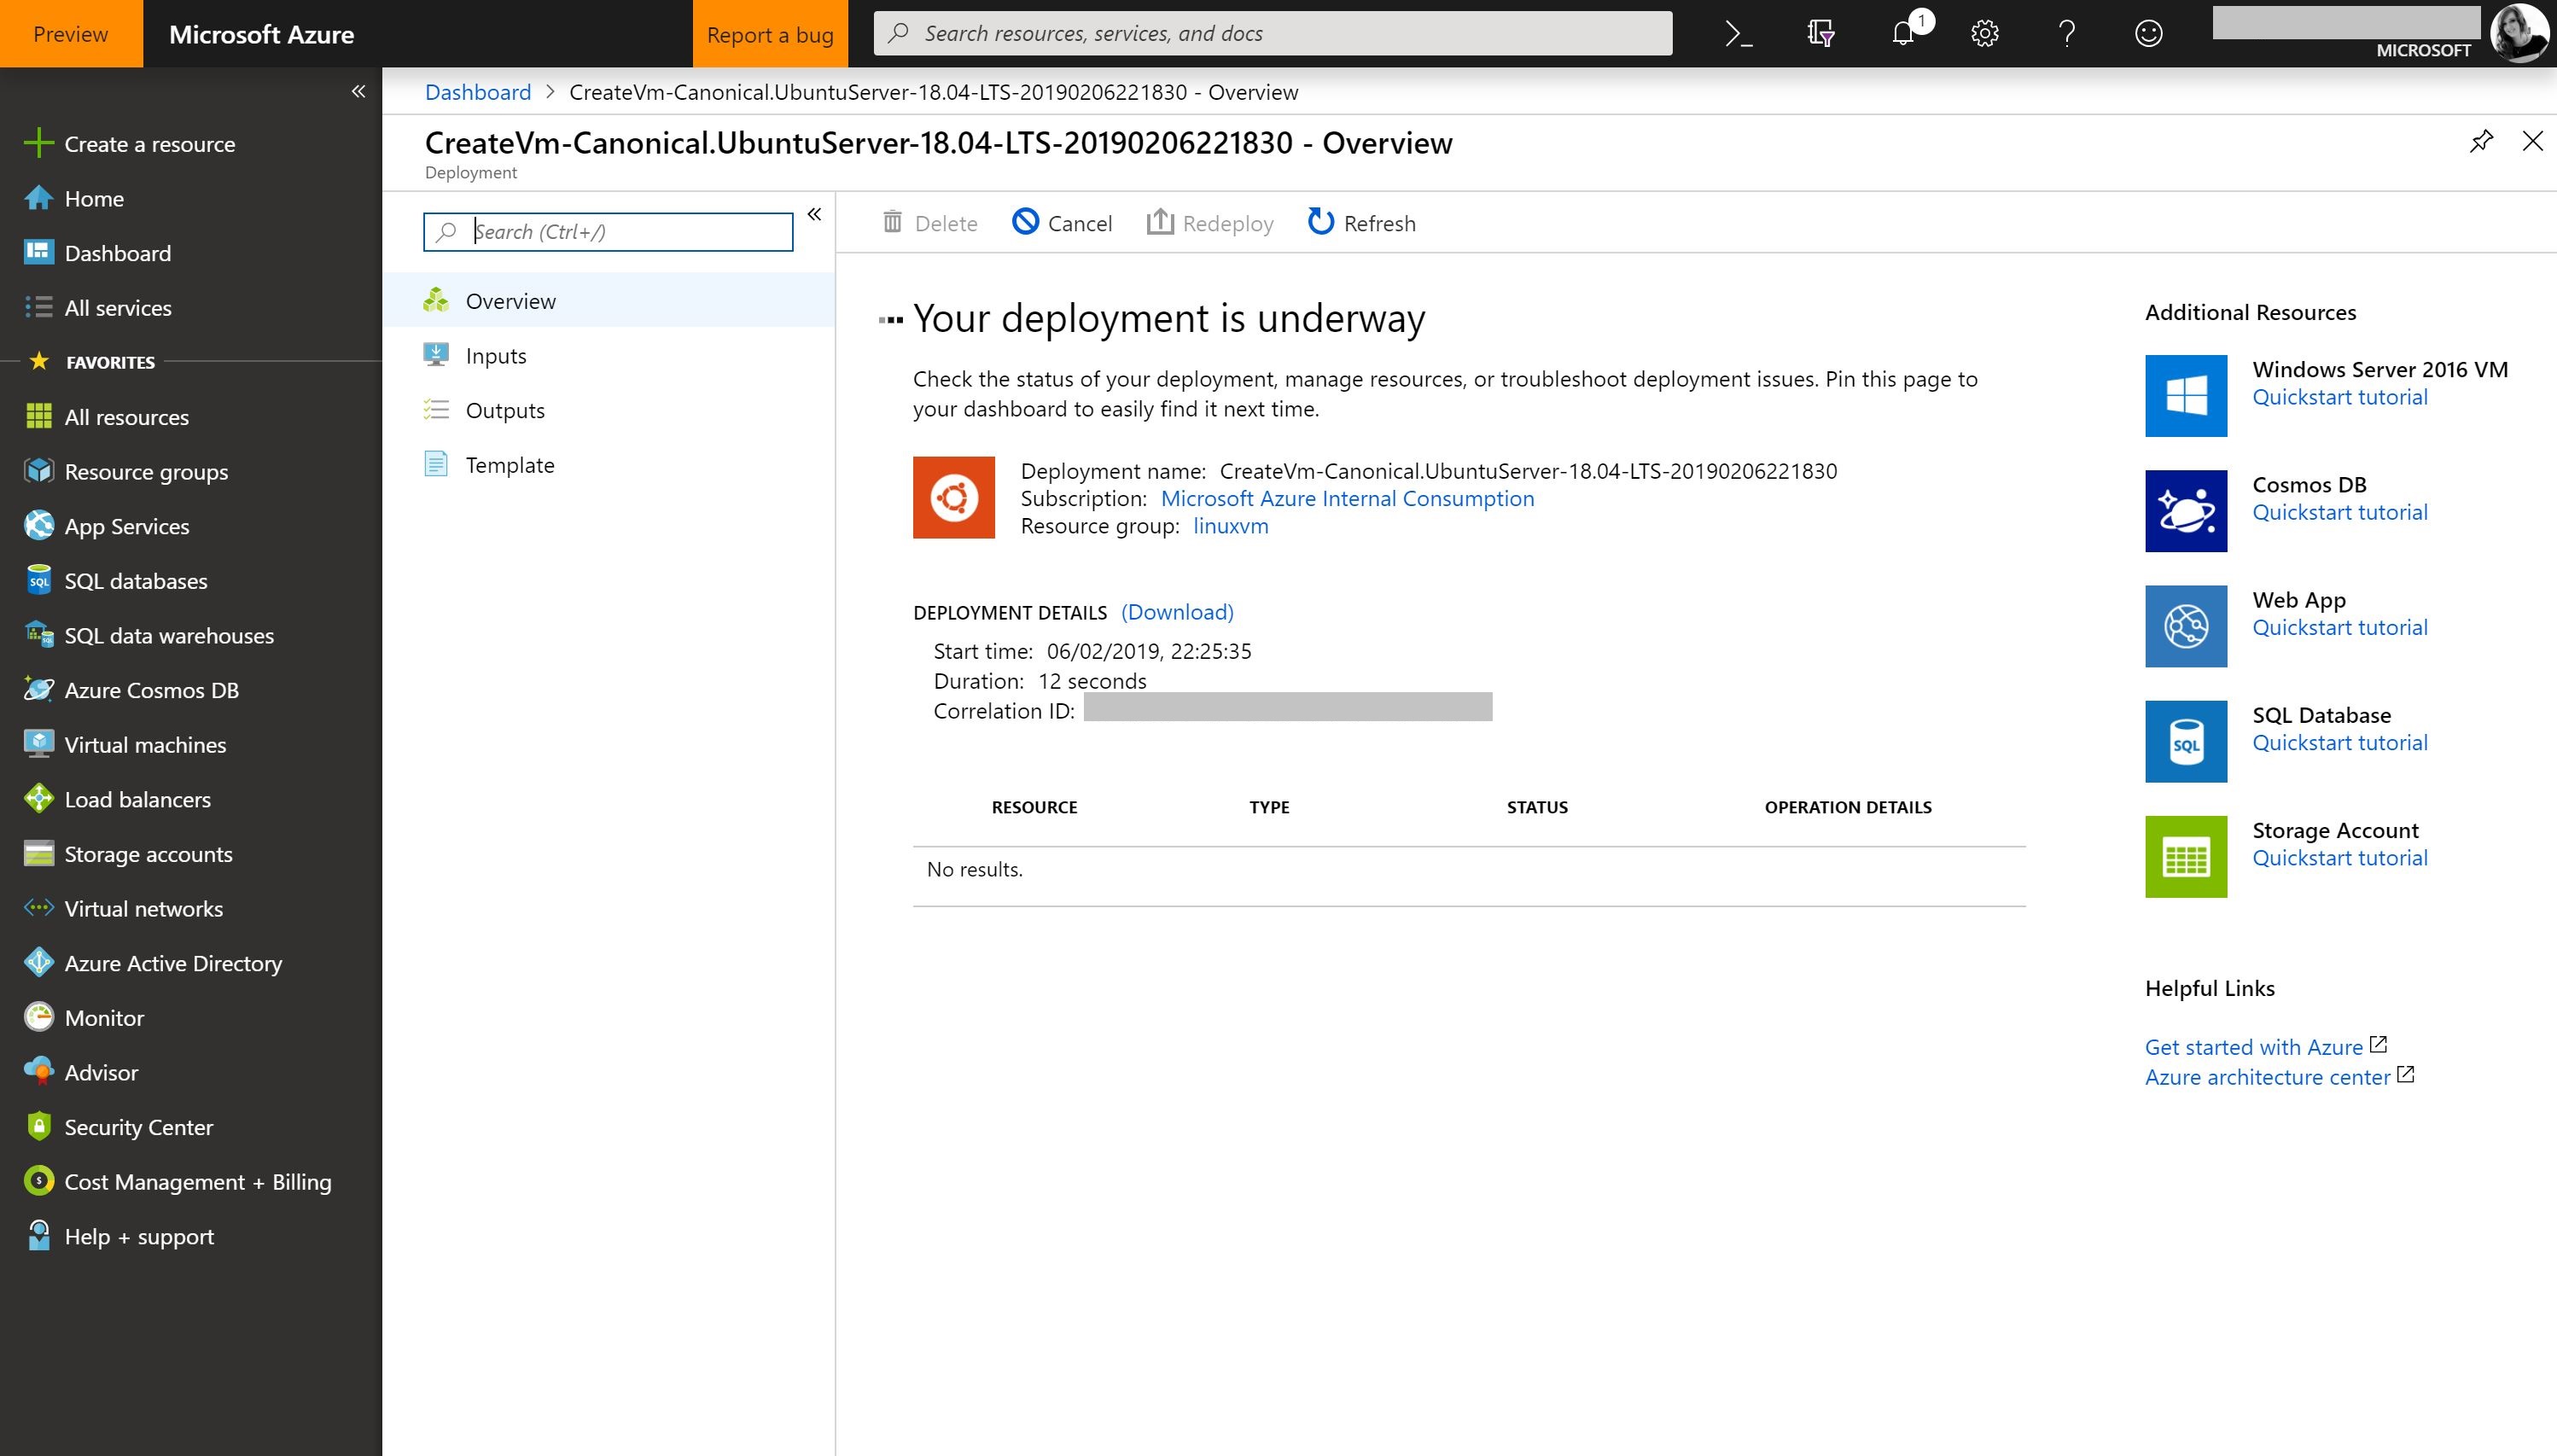 Preview
Microsoft Azure
Report a bug
Search resources, services, and docs
1
MICROSOFT
Create a resource
Home
Dashboard
All services
FAVORITES
All resources
Resource groups
App Services
SQL databases
SQL data warehouses
Azure Cosmos DB
Virtual machines
Load balancers
Storage accounts
Virtual networks
Azure Active Directory
Monitor
Advisor
Security Center
Cost Management + Billing
Help + support
Dashboard > CreateVm-Canonical.UbuntuServer-18.04-LTS-20190206221830 - Overview
CreateVm-Canonical.UbuntuServer-18.04-LTS-20190206221830 - Overview
Deployment
Search (Ctrl+/)
Overview
Inputs
Outputs
Template
Delete Cancel Redeploy Refresh
Your deployment is underway
Check the status of your deployment, manage resources, or troubleshoot deployment issues. Pin this page to
your dashboard to easily find it next time.
Deployment name: CreateVm-Canonical.UbuntuServer-18.04-LTS-20190206221830
Subscription: Microsoft Azure Internal Consumption
Resource group: linuxvm
DEPLOYMENT DETAILS (Download)
Start time: 06/02/2019, 22:25:35
Duration: 12 seconds
Correlation ID:
RESOURCE TYPE STATUS OPERATION DETAILS
No results.
Additional Resources
Windows Server 2016 VM
Quickstart tutorial
Cosmos DB
Quickstart tutorial
Web App
Quickstart tutorial
SQL
SQL Database
Quickstart tutorial
Storage Account
Quickstart tutorial
Helpful Links
Get started with Azure
Azure architecture center